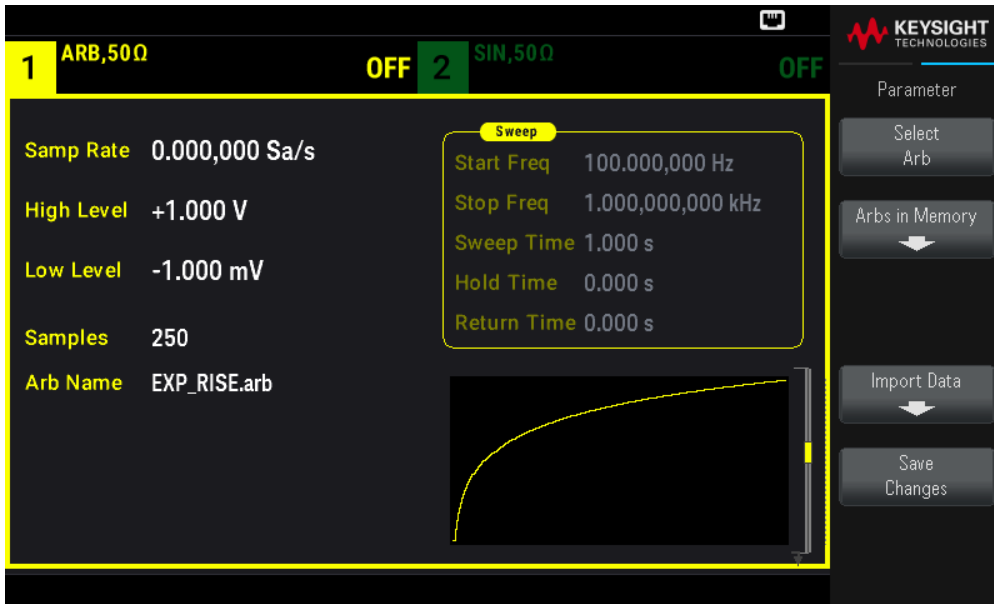 KEYSIGHT
TECHNOLOGIES
1 ARB,50Ω OFF
2 SIN,50Ω OFF
Samp Rate 0.000,000 Sa/s
High Level +1.000 V
Low Level -1.000 mV
Samples 250
Arb Name EXP_RISE.arb
Sweep
Start Freq 100.000,000 Hz
Stop Freq 1.000,000,000 kHz
Sweep Time 1.000 s
Hold Time 0.000 s
Return Time 0.000 s
Parameter
Select
Arb
Arbs in Memory
Import Data
Save
Changes